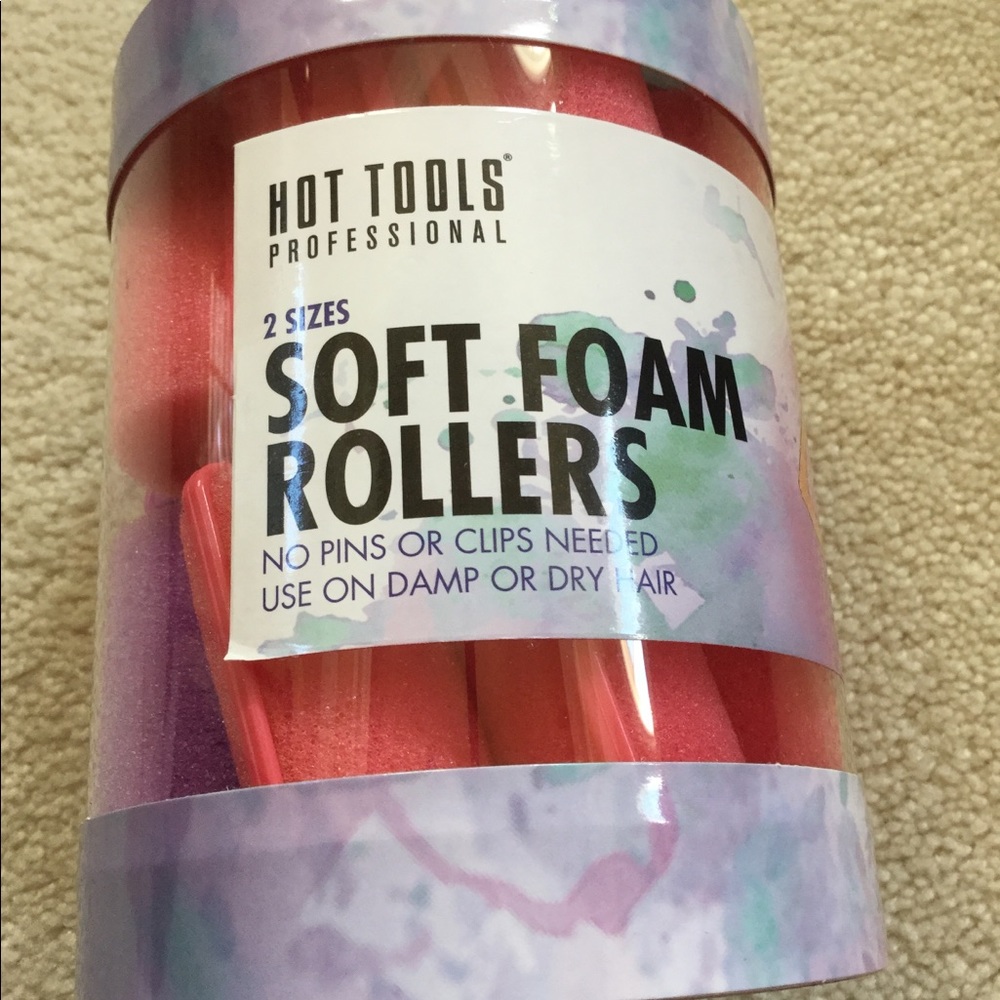 HOT TOOLS®
PROFESSIONAL
2 SIZES
SOFT FOAM
ROLLERS
NO PINS OR CLIPS NEEDED
USE ON DAMP OR DRY HAIR